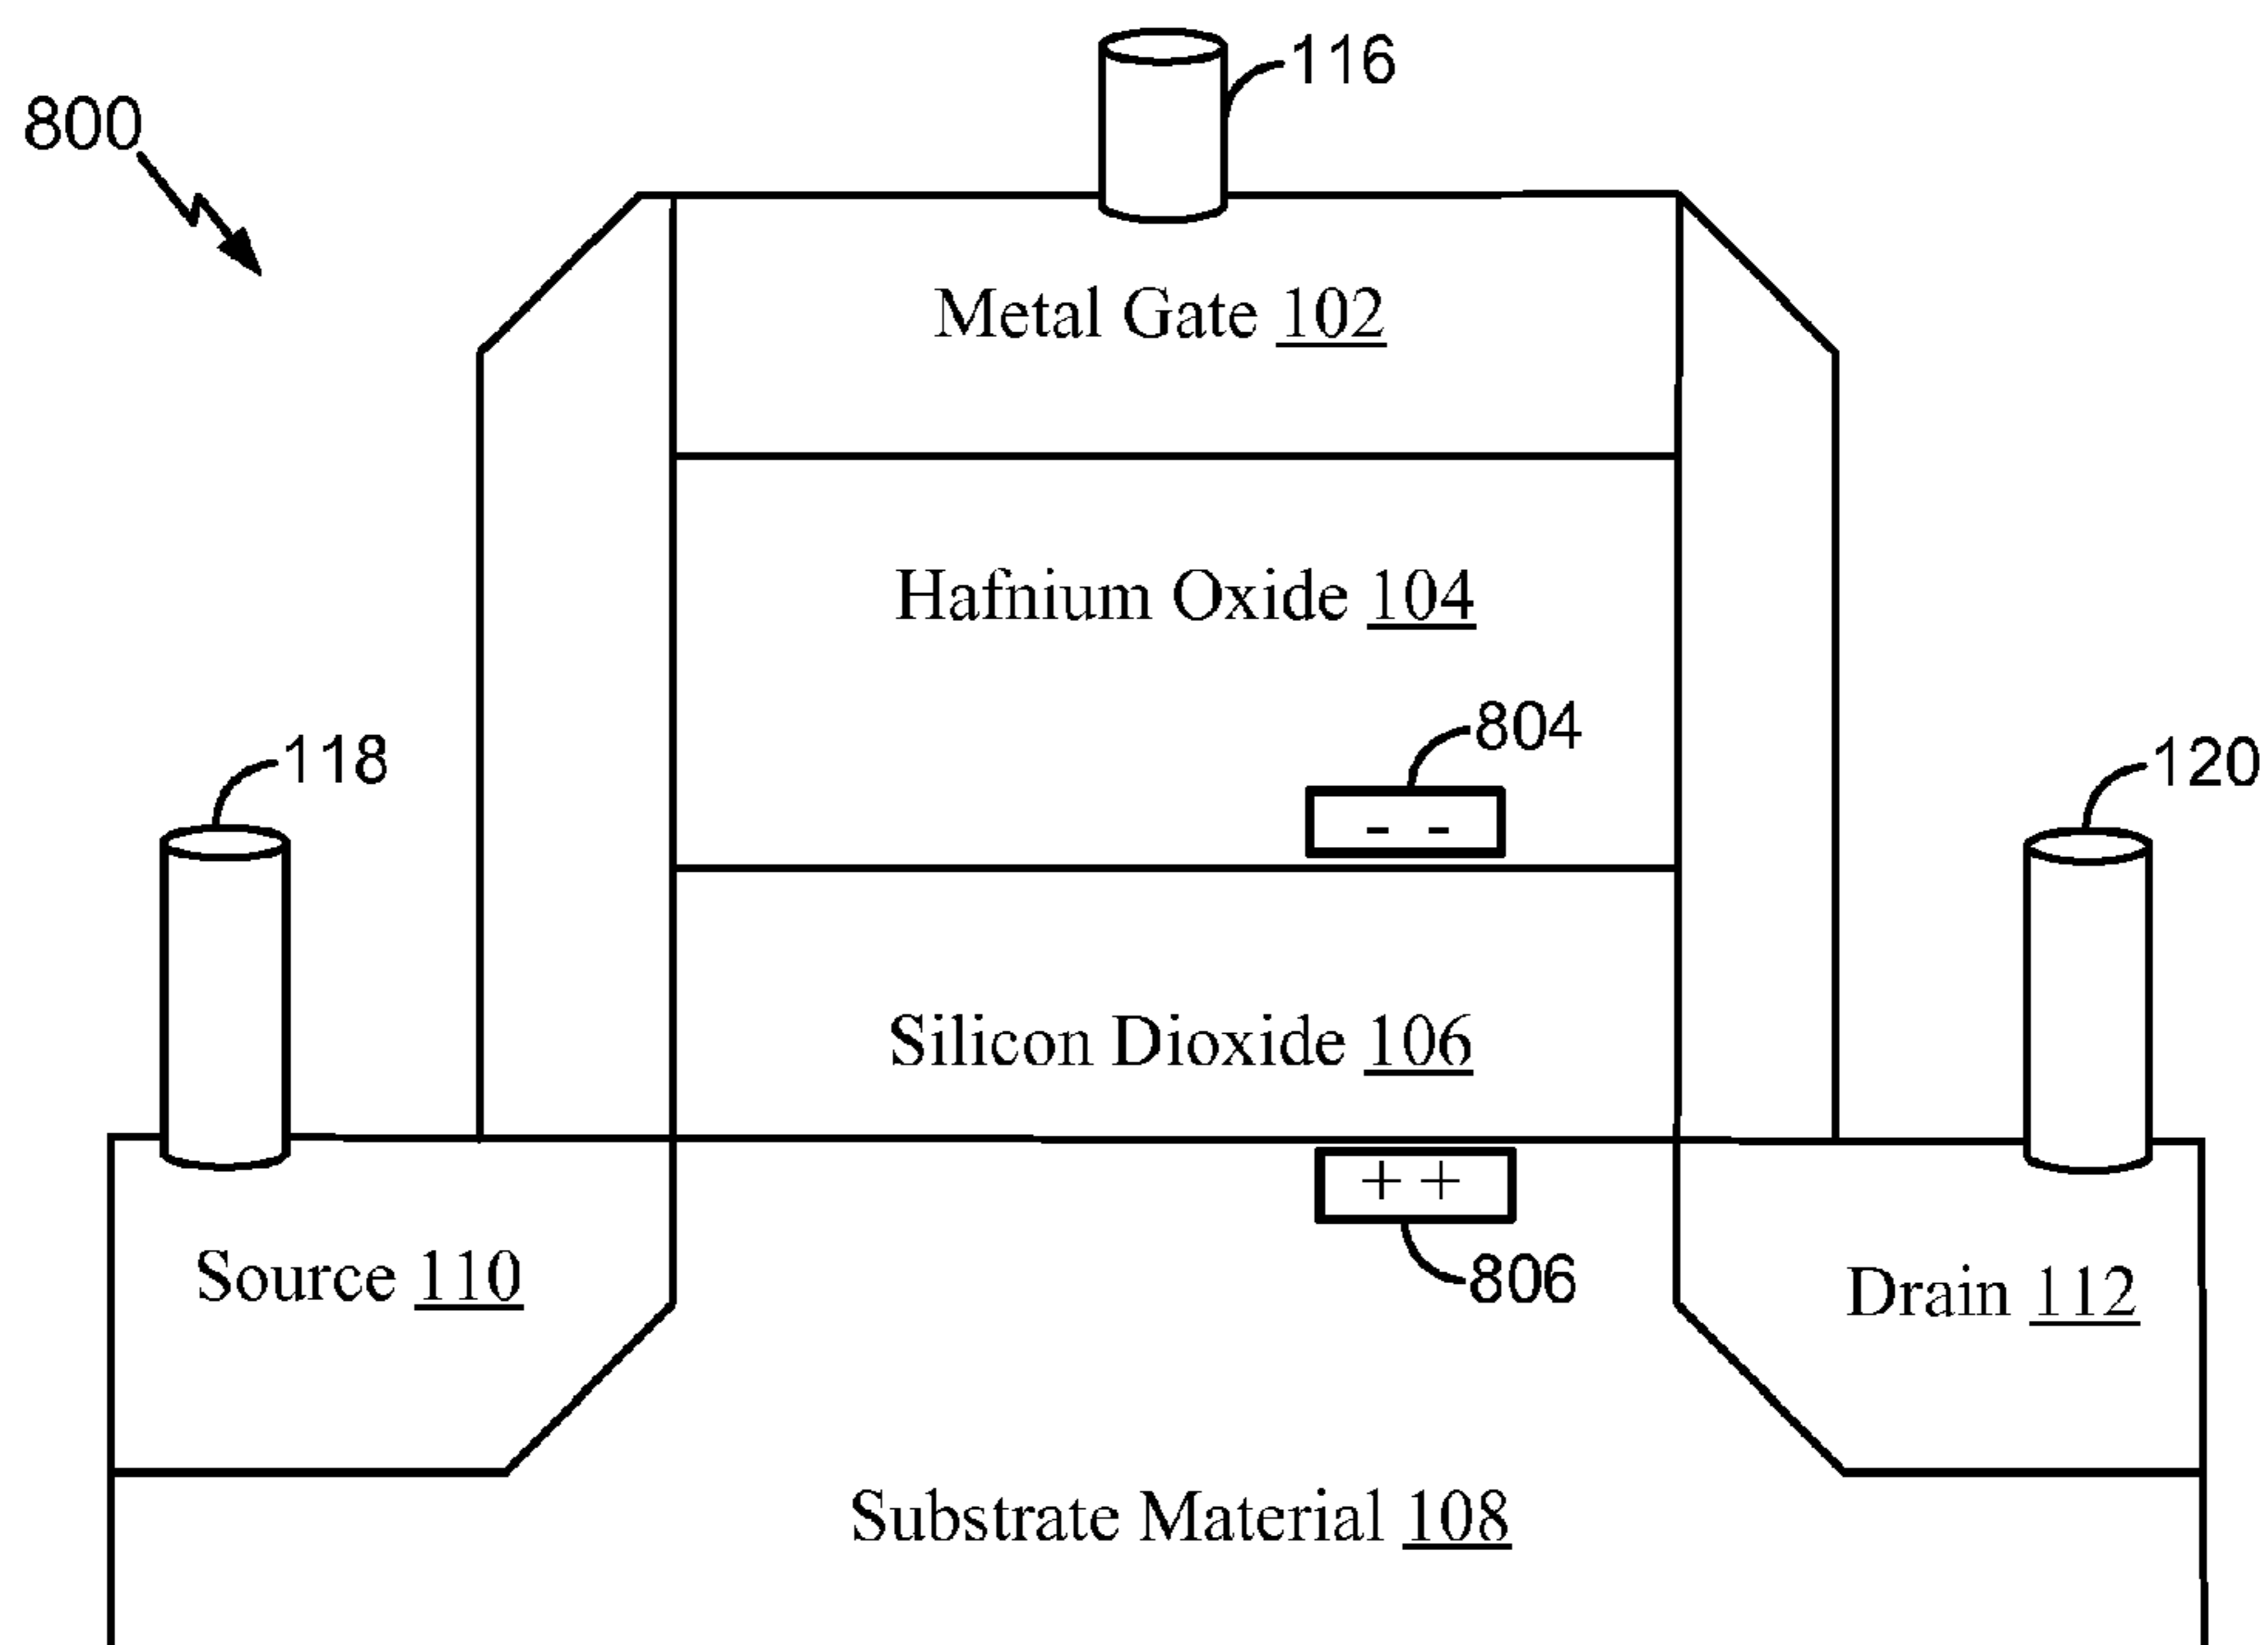 116
800
Metal Gate 102
Hafnium Oxide 104
804
118
120
- -
Silicon Dioxide 106
+ +
Source 110
806
Drain 112
Substrate Material 108